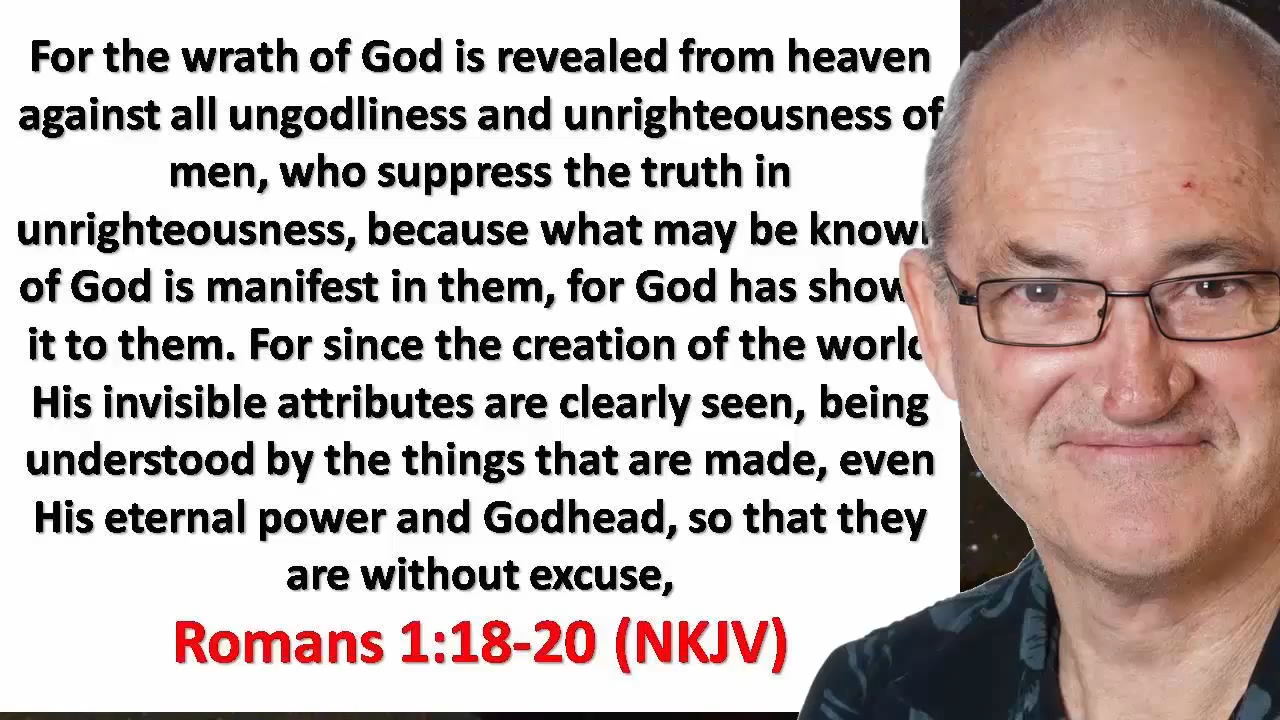 For the wrath of God is revealed from heaven
against all ungodliness and unrighteousness of
men, who suppress the truth in
unrighteousness, because what may be known
of God is manifest in them, for God has shown
it to them. For since the creation of the world
His invisible attributes are clearly seen, being
understood by the things that are made, even
His eternal power and Godhead, so that they
are without excuse,
Romans 1:18-20 (NKJV)